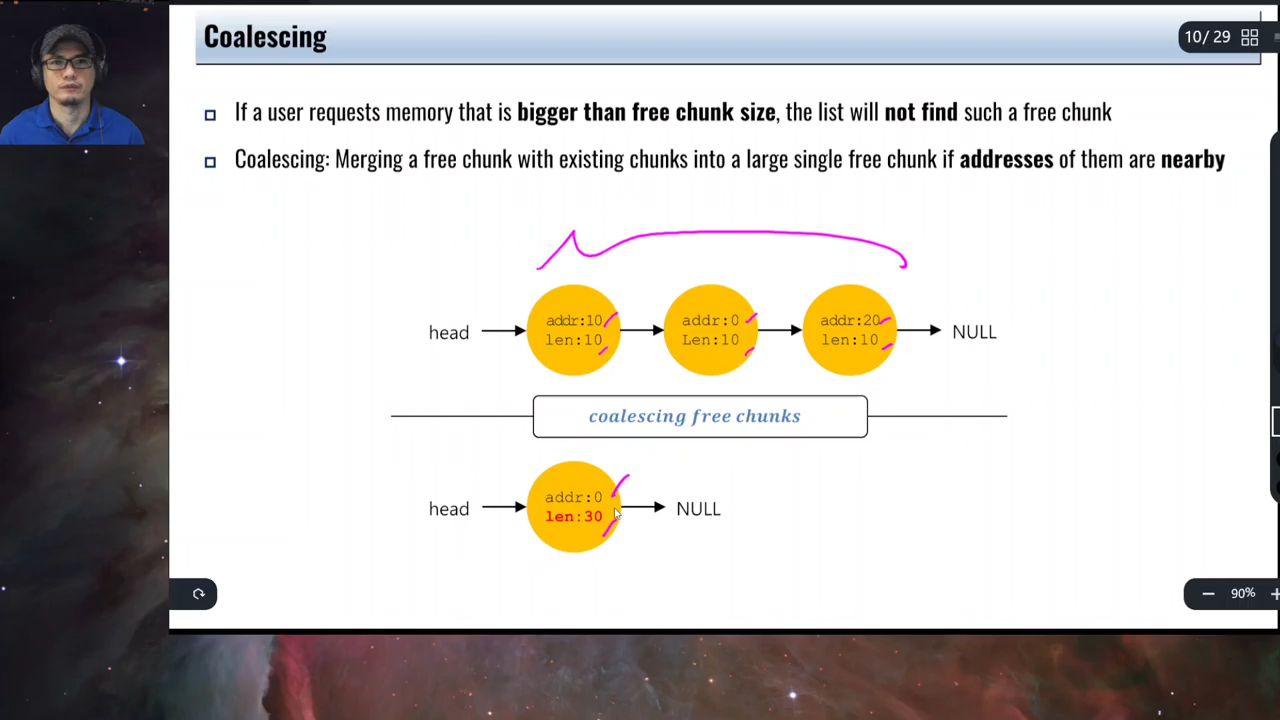 Coalescing
10 / 29
If a user requests memory that is bigger than free chunk size, the list will not find such a free chunk
Coalescing: Merging a free chunk with existing chunks into a large single free chunk if addresses of them are nearby
head
addr:10
len:10
addr:0
Len:10
addr:20
len:10
NULL
coalescing free chunks
head
addr:0
len:30
NULL
90%